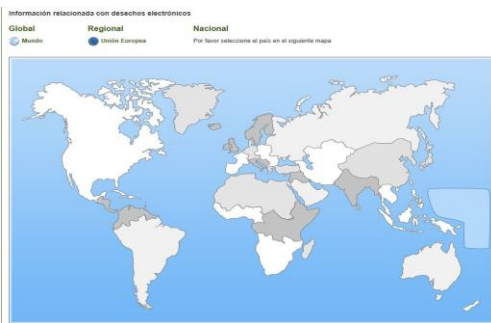 Información relacionada con desechos electrónicos
Global Regional Nacional
Mundo Unión Europea Por favor seleccione el país en el siguiente mapa